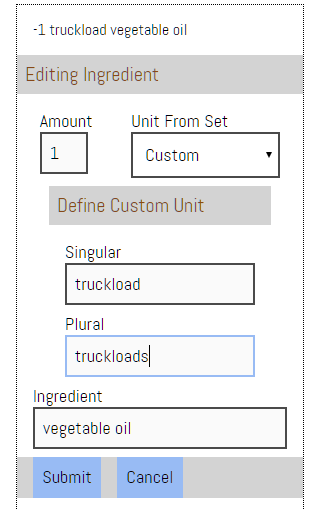 -1 truckload vegetable oil
Editing Ingredient
Amount Unit From Set
1 Custom
Define Custom Unit
Singular
truckload
Plural
truckloads
Ingredient
vegetable oil
Submit Cancel